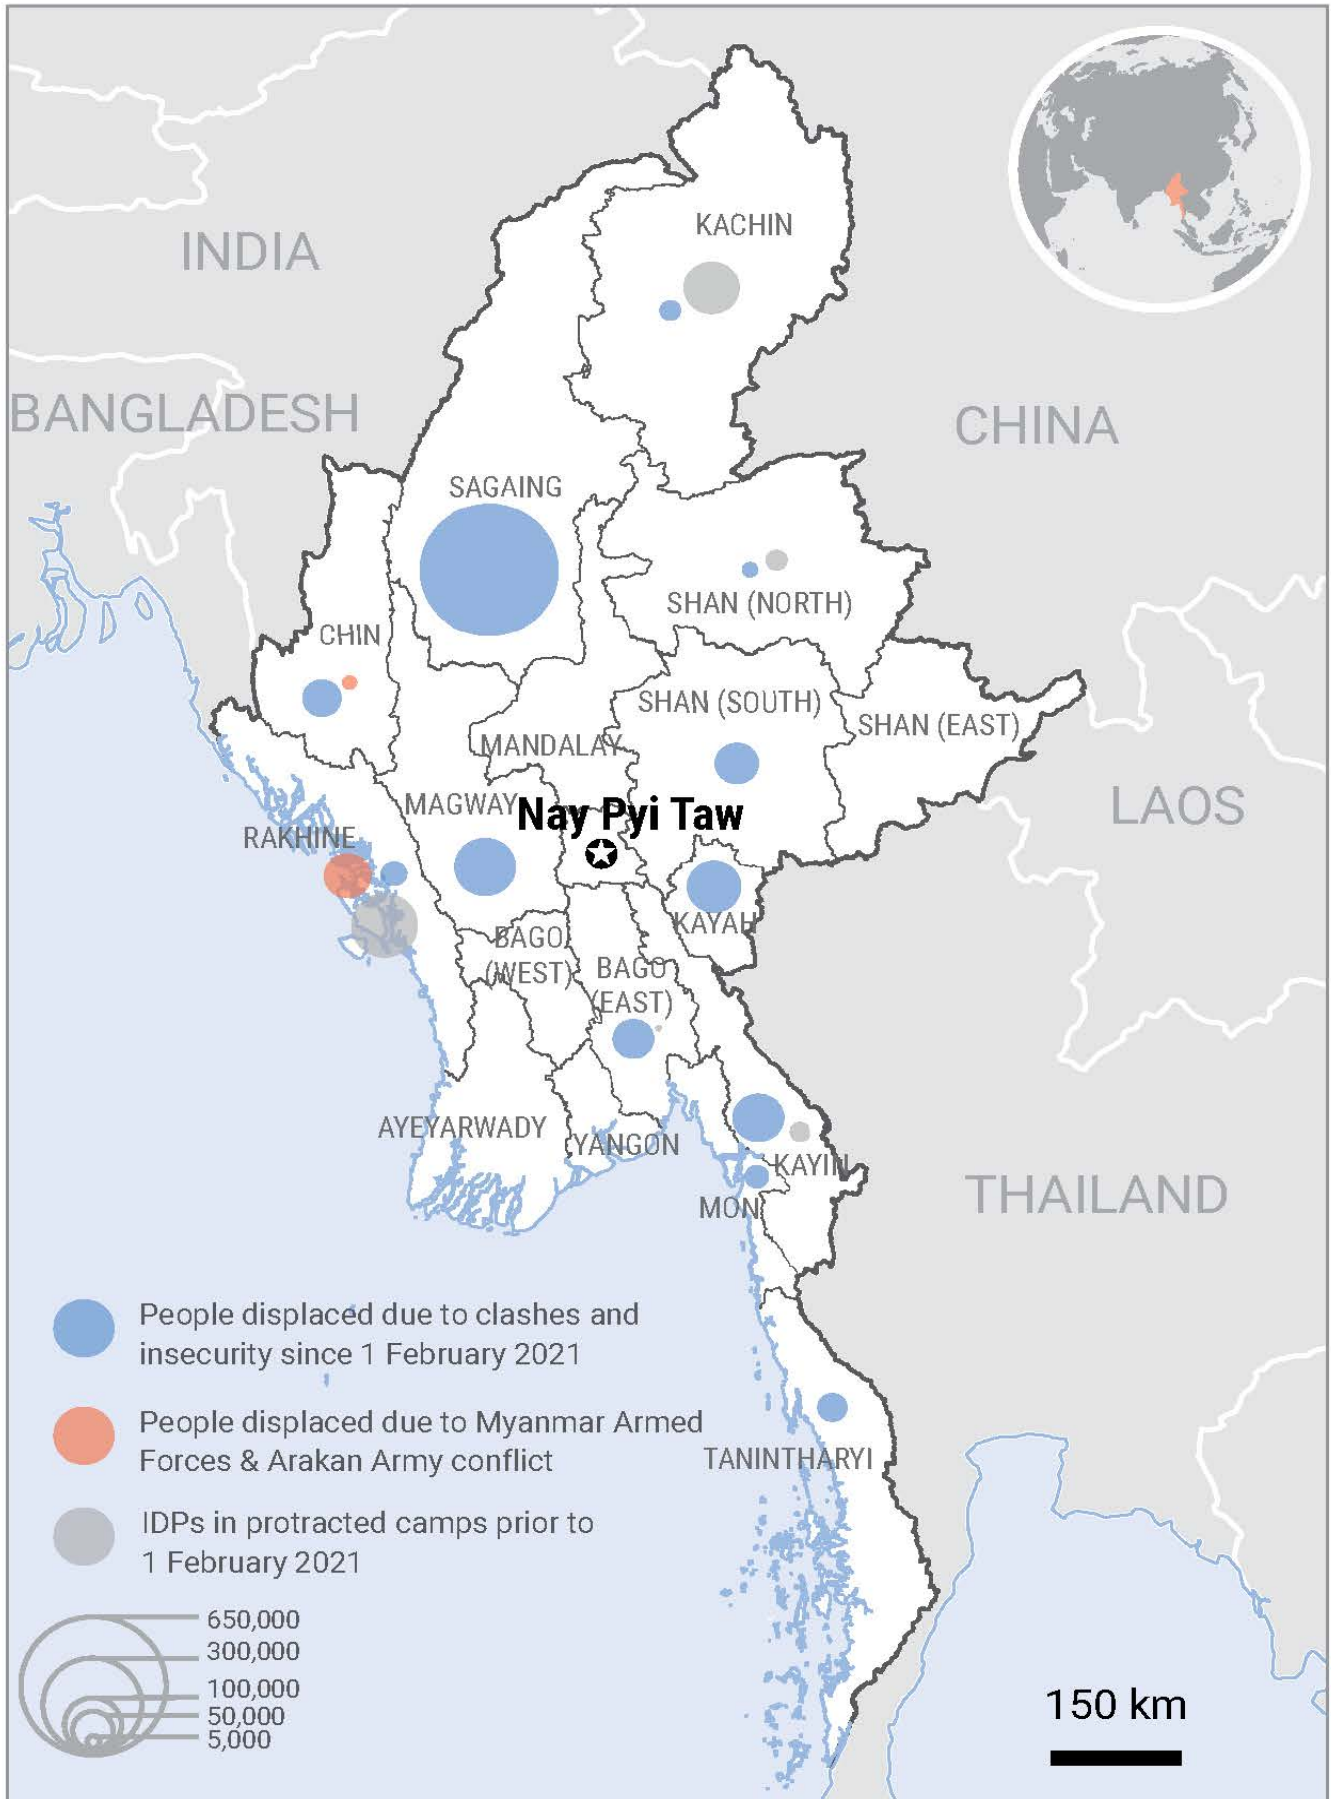 KACHIN
INDIA
BANGLADESH
CHINA
SAGAING
SHAN (NORTH)
CHIN
SHAN (SOUTH)
SHAN (EAST)
MANDALAY
MAGWAY
Nay Pyi Taw
LAOS
RAKHINE
KAYAH
BAGO
(WEST)
BAGO
(EAST)
AYEYARWADY
YANGON
KAYIN
MON
THAILAND
People displaced due to clashes and
insecurity since 1 February 2021
People displaced due to Myanmar Armed
Forces & Arakan Army conflict
TANINTHARYI
IDPs in protracted camps prior to
1 February 2021
650,000
300,000
100,000
50,000
5,000
150 km